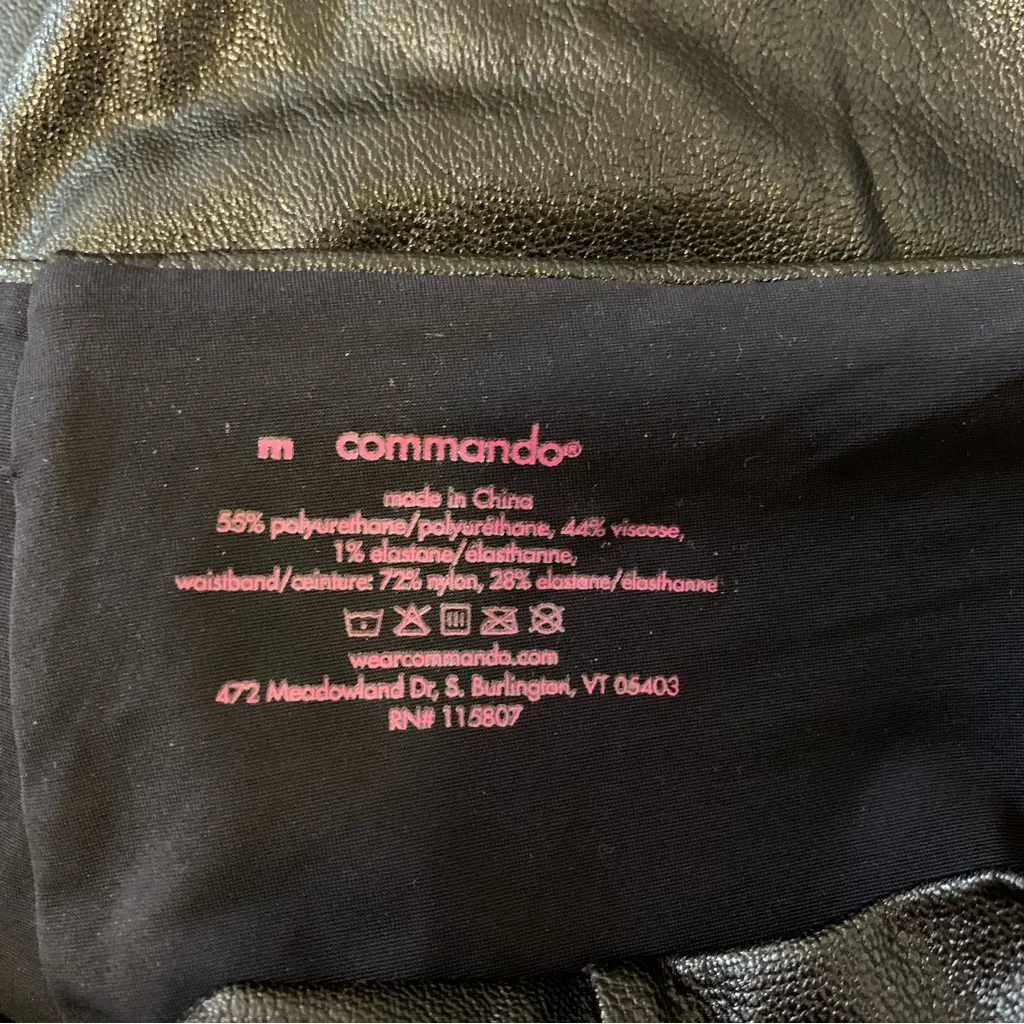 m commando®
made in China
55% polyurethane/polyuréthane, 44% viscose,
1% elastane/élasthanne,
waistband/ceinture: 72% nylon, 28% elastane/élasthanne
wearcommando.com
472 Meadowland Dr, S. Burlington, VT 05403
RN# 115807